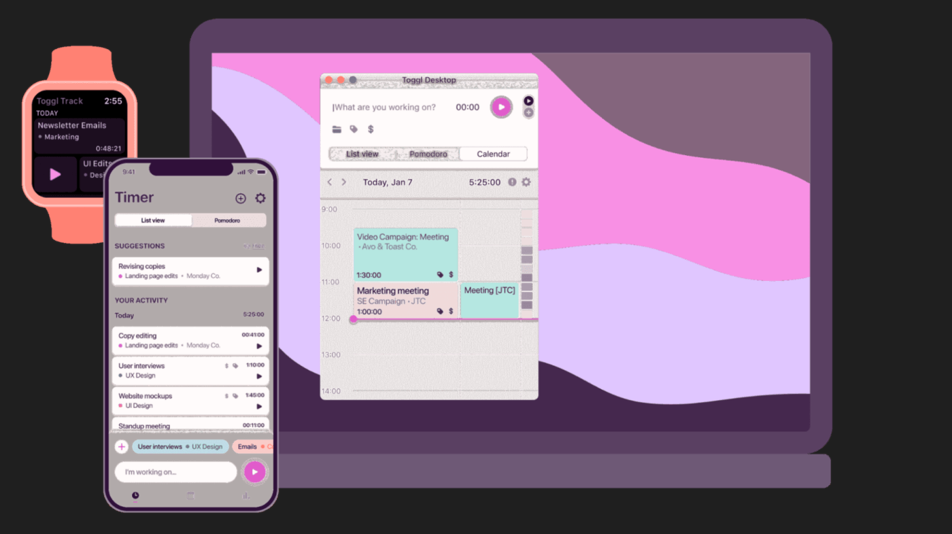 Toggl Track 2:55
TODAY
Newsletter Emails
Marketing
0:48:21
UI Edits
9:41
Timer
List view Pomodoro
SUGGESTIONS
Revising copies
Landing page edits • Monday Co.
YOUR ACTIVITY
Today 5:25:00
Copy editing 00:41:00
Landing page edits • Monday Co.
User interviews $ 1:10:00
UX Design
Website mockups $ 1:45:00
UI Design
Standup meeting 00:11:00
+ User interviews • UX Design Emails
I'm working on...
Toggl Desktop
What are you working on? 00:00
$
List view Pomodoro Calendar
Today, Jan 7 5:25:00
9:00
10:00
11:00
12:00
13:00
14:00
Video Campaign: Meeting
• Avo & Toast Co.
1:30:00 $
Marketing meeting
SE Campaign • JTC
1:00:00 $
Meeting [JTC]